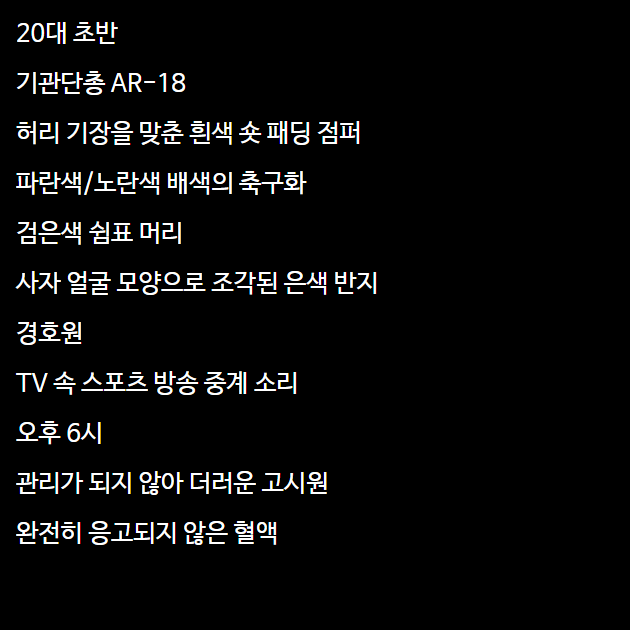 20대 초반
기관단총 AR-18
허리 기장을 맞춘 흰색 숏 패딩 점퍼
파란색/노란색 배색의 축구화
검은색 쉼표 머리
사자 얼굴 모양으로 조각된 은색 반지
경호원
TV 속 스포츠 방송 중계 소리
오후 6시
관리가 되지 않아 더러운 고시원
완전히 응고되지 않은 혈액